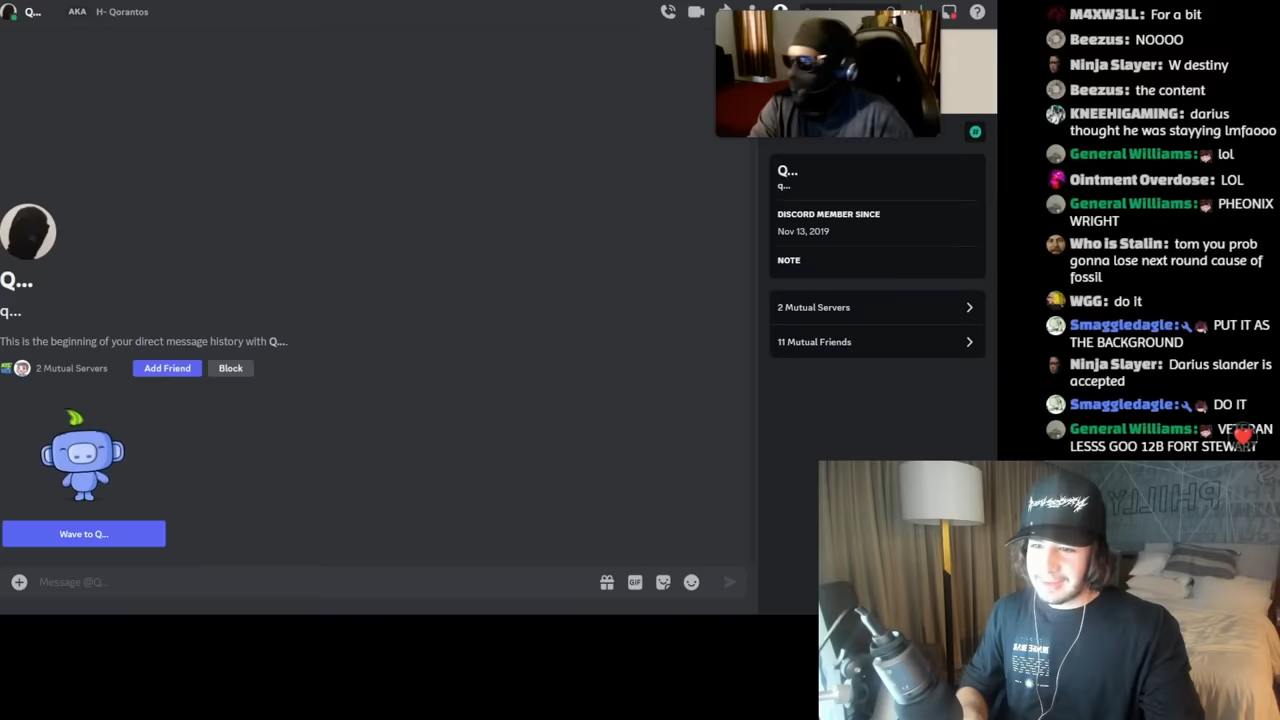 Q...
AKA
H- Qorantos
Q...
q...
This is the beginning of your direct message history with Q....
2 Mutual Servers
Add Friend
Block
Wave to Q...
Message @Q...
GIF
Q...
q...
DISCORD MEMBER SINCE
Nov 13, 2019
NOTE
2 Mutual Servers
11 Mutual Friends
M4XW3LL: For a bit
Beezus: NOOOO
Ninja Slayer: W destiny
Beezus: the content
KNEEHIGAMING: darius
thought he was stayying lmfaooo
General Williams: lol
Ointment Overdose: LOL
General Williams: PHEONIX
WRIGHT
Who is Stalin: tom you prob
gonna lose next round cause of
fossil
WGG: do it
Smaggledagle: PUT IT AS
THE BACKGROUND
Ninja Slayer: Darius slander is
accepted
Smaggledagle: DO IT
General Williams: VETERAN
LESSS GOO 12B FORT STEWART
PHILLY